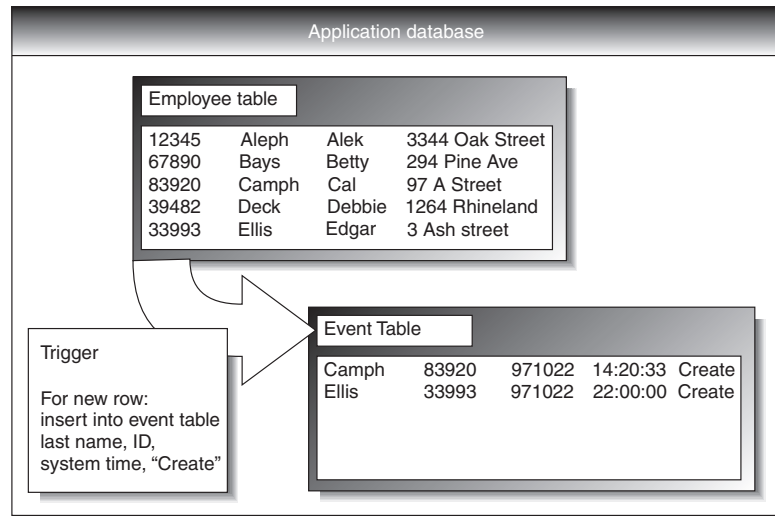 Application database
Employee table
12345 Aleph Alek 3344 Oak Street
67890 Bays Betty 294 Pine Ave
83920 Camph Cal 97 A Street
39482 Deck Debbie 1264 Rhineland
33993 Ellis Edgar 3 Ash street
Trigger
For new row:
insert into event table
last name, ID,
system time, “Create”
Event Table
Camph 83920 971022 14:20:33 Create
Ellis 33993 971022 22:00:00 Create